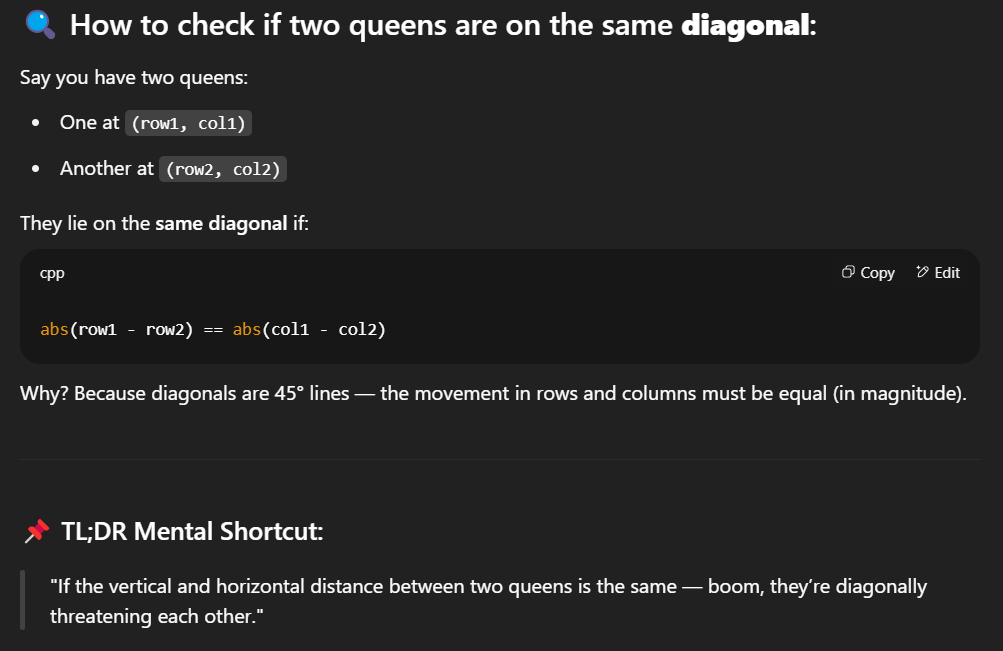 How to check if two queens are on the same diagonal:
Say you have two queens:
One at (row1, col1)
Another at (row2, col2)
They lie on the same diagonal if:
cpp
Copy
Edit
abs(row1 - row2) == abs(col1 - col2)
Why? Because diagonals are 45° lines — the movement in rows and columns must be equal (in magnitude).
TL;DR Mental Shortcut:
"If the vertical and horizontal distance between two queens is the same — boom, they’re diagonally
threatening each other."